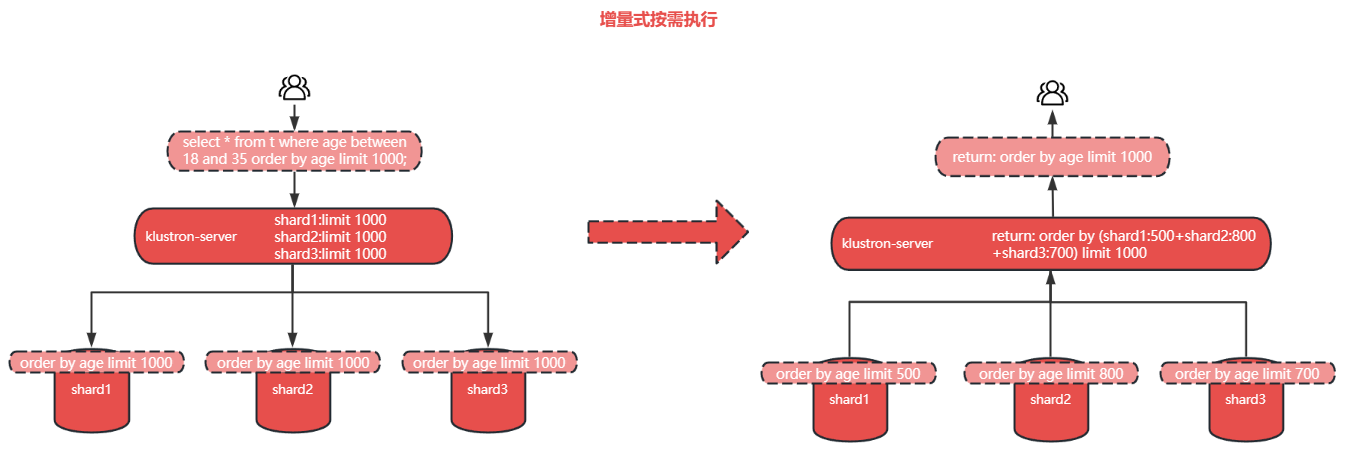 增量式按需执行
select * from t where age between
18 and 35 order by age limit 1000;
klustron-server
shard1:limit 1000
shard2:limit 1000
shard3:limit 1000
order by age limit 1000
order by age limit 1000
order by age limit 1000
shard1
shard2
shard3
return: order by age limit 1000
klustron-server
return: order by (shard1:500+shard2:800
+shard3:700) limit 1000
order by age limit 500
order by age limit 800
order by age limit 700
shard1
shard2
shard3